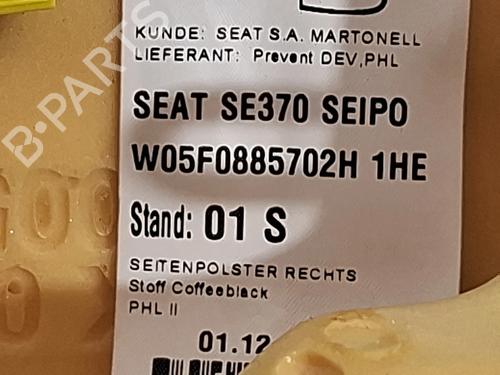 KUNDE: SEAT S.A. MARTONELL
LIEFERANT: Prevent DEV,PHL
SEAT SE370 SEIPO
W05F0885702H 1HE
Stand: 01 S
SEITENPOLSTER RECHTS
Stoff Coffeeblack
PHL II
01.12
B-PARTS